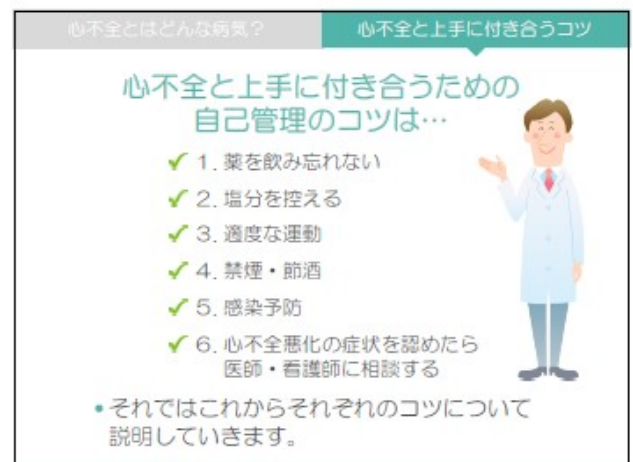 心不全とはどんな病気？
心不全と上手に付き合うコツ
心不全と上手に付き合うための
自己管理のコツは…
✓ 1. 薬を飲み忘れない
✓ 2. 塩分を控える
✓ 3. 適度な運動
✓ 4. 禁煙・節酒
✓ 5. 感染予防
✓ 6. 心不全悪化の症状を認めたら
医師・看護師に相談する
• それではこれからそれぞれのコツについて
説明していきます。